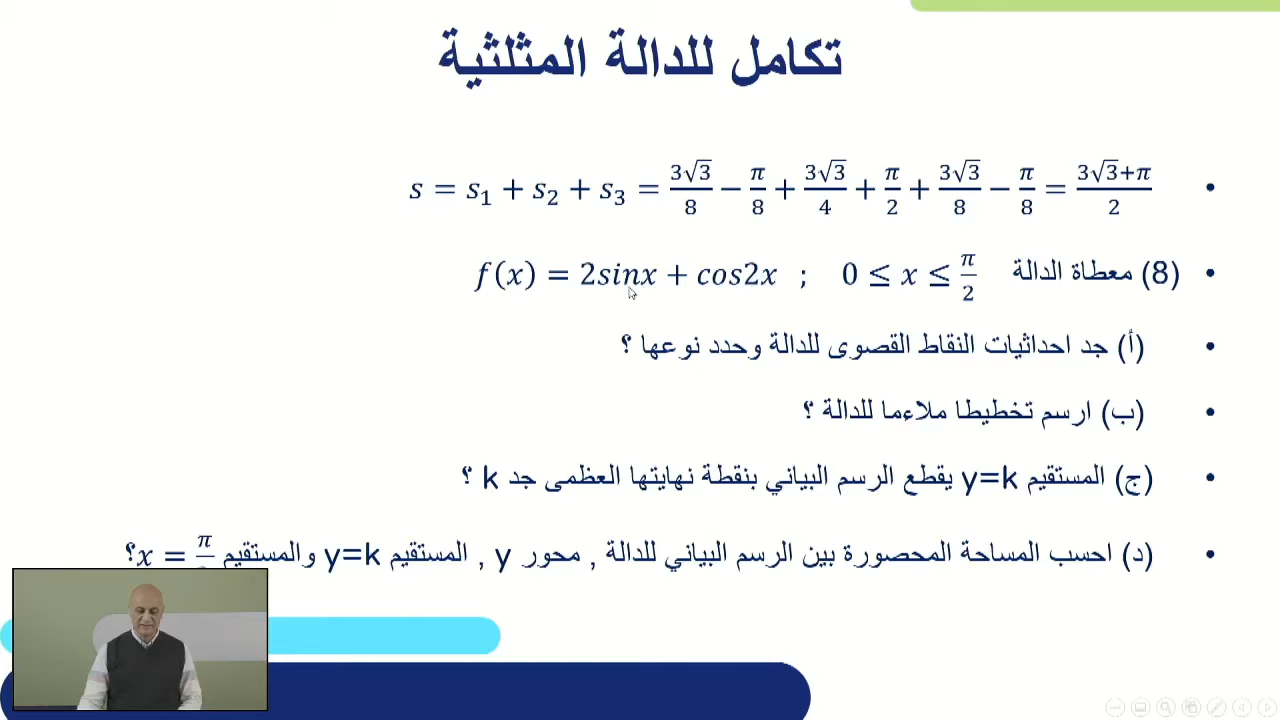 تكامل للدالة المثلثية
• s = s₁ + s₂ + s₃ = 3√3/8 − π/8 + 3√3/4 + π/2 + 3√3/8 − π/8 = (3√3+π)/2
• (8) معطاة الدالة f(x) = 2sinx + cos2x ; 0 ≤ x ≤ π/2
• (أ) جد احداثيات النقاط القصوى للدالة وحدد نوعها ؟
• (ب) ارسم تخطيطا ملاءما للدالة ؟
• (ج) المستقيم y=k يقطع الرسم البياني بنقطة نهايتها العظمى جد k ؟
• (د) احسب المساحة المحصورة بين الرسم البياني للدالة , محور y , المستقيم y=k والمستقيم x = π؟